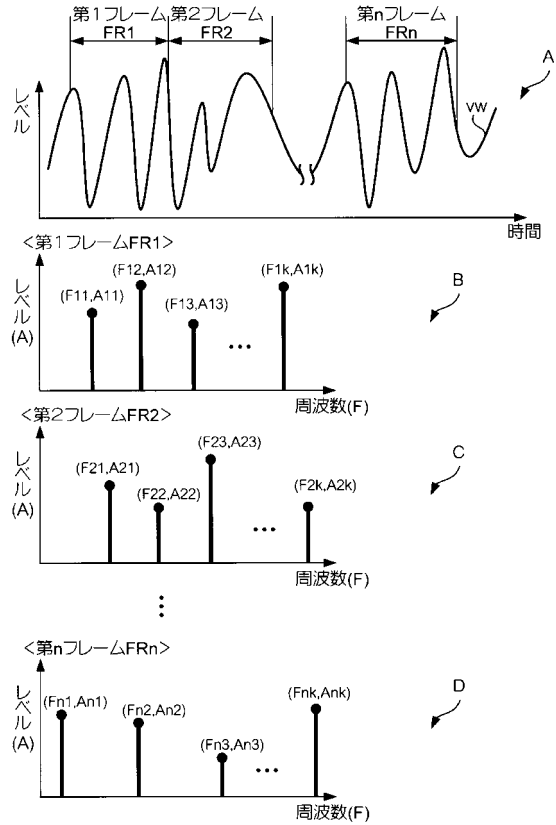 第1フレーム 第2フレーム 第nフレーム
FR1 FR2 FRn
A
レベル
VW
時間
<第1フレームFR1>
(F11,A11) (F12,A12) (F13,A13) ••• (F1k,A1k)
B
レベル(A)
周波数(F)
<第2フレームFR2>
(F21,A21) (F22,A22) (F23,A23) ••• (F2k,A2k)
C
レベル(A)
周波数(F)
<第nフレームFRn>
(Fn1,An1) (Fn2,An2) (Fn3,An3) ••• (Fnk,Ank)
D
レベル(A)
周波数(F)